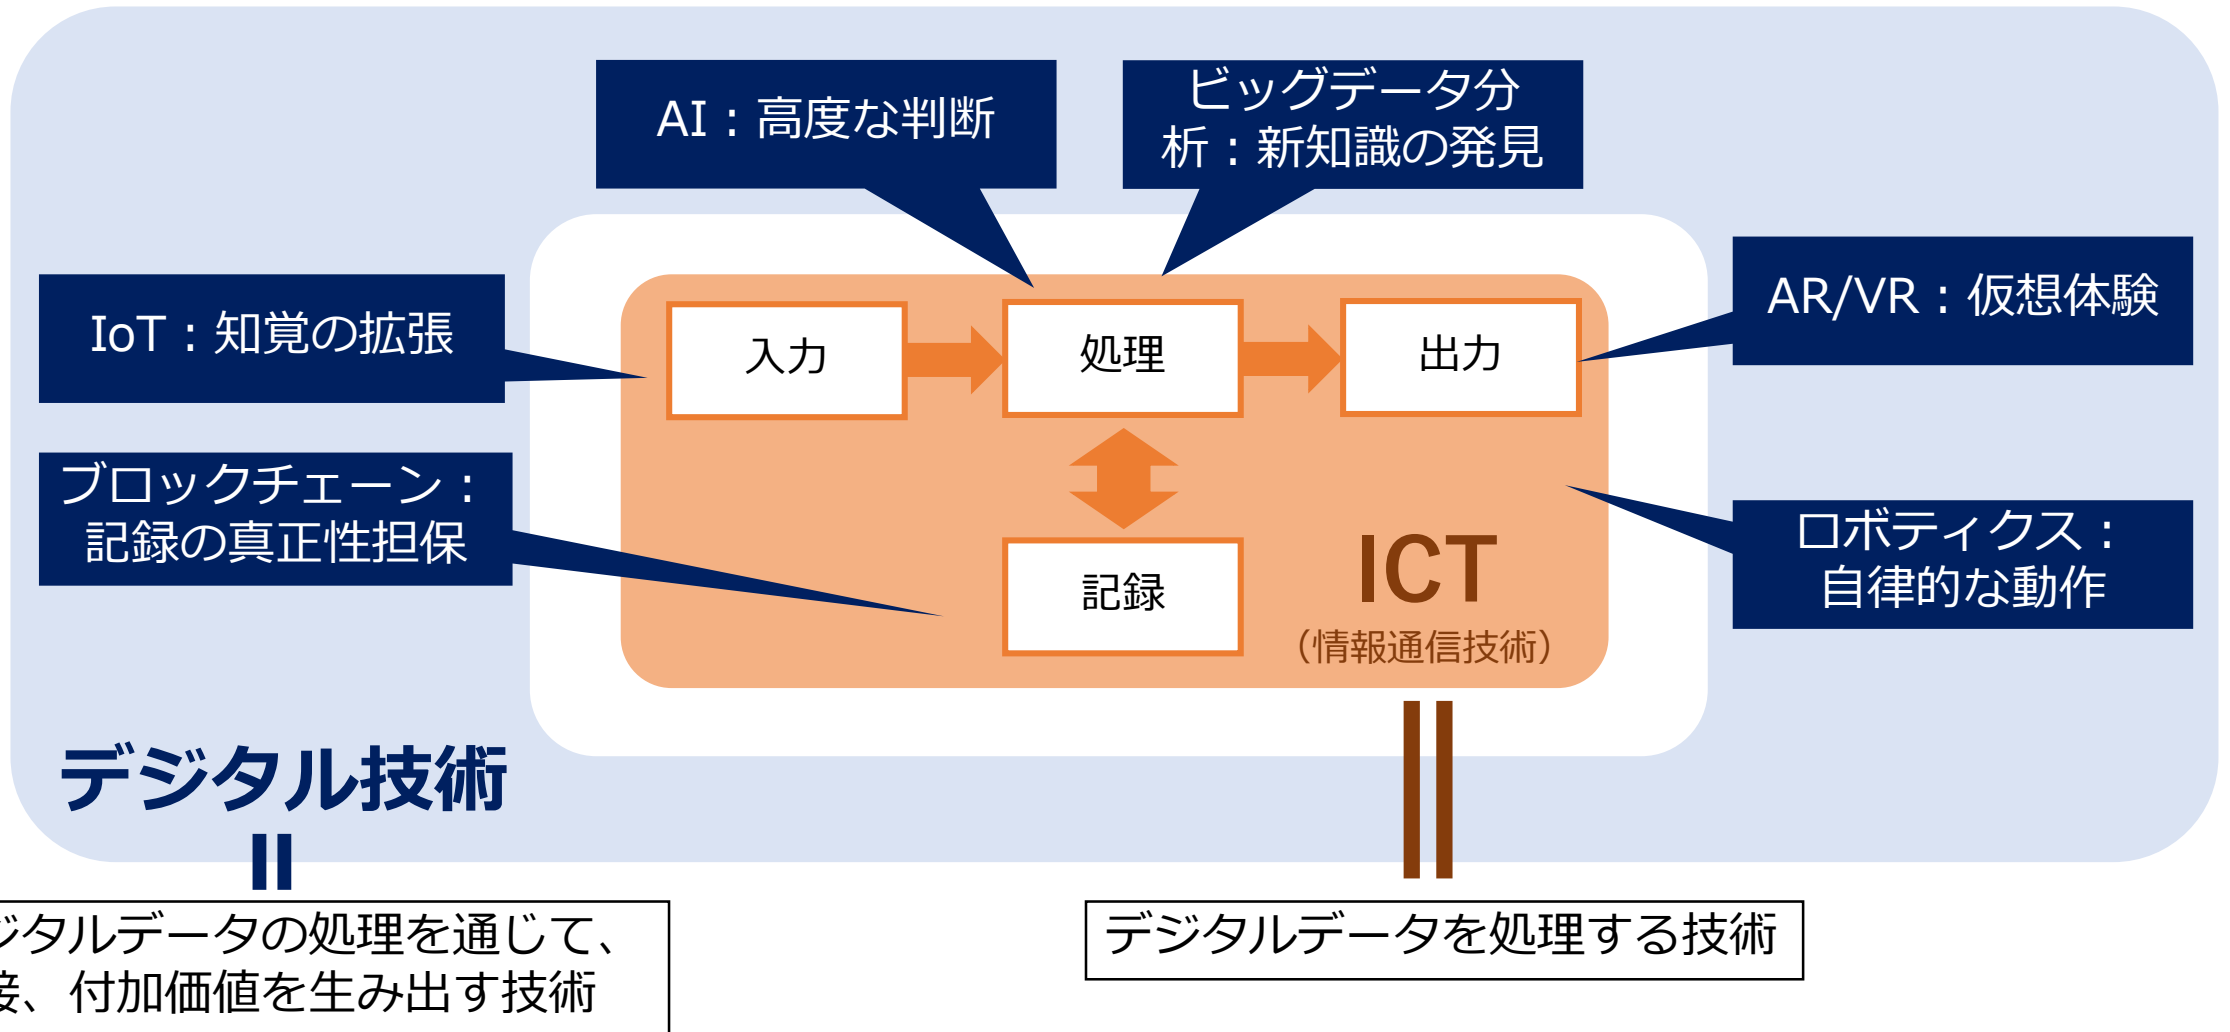 AI：高度な判断
ビッグデータ分
析：新知識の発見
IoT：知覚の拡張
AR/VR：仮想体験
入力
処理
出力
ブロックチェーン：
記録の真正性担保
ロボティクス：
自律的な動作
記録
ICT
（情報通信技術）
デジタル技術
ジタルデータの処理を通じて、
、付加価値を生み出す技術
デジタルデータを処理する技術